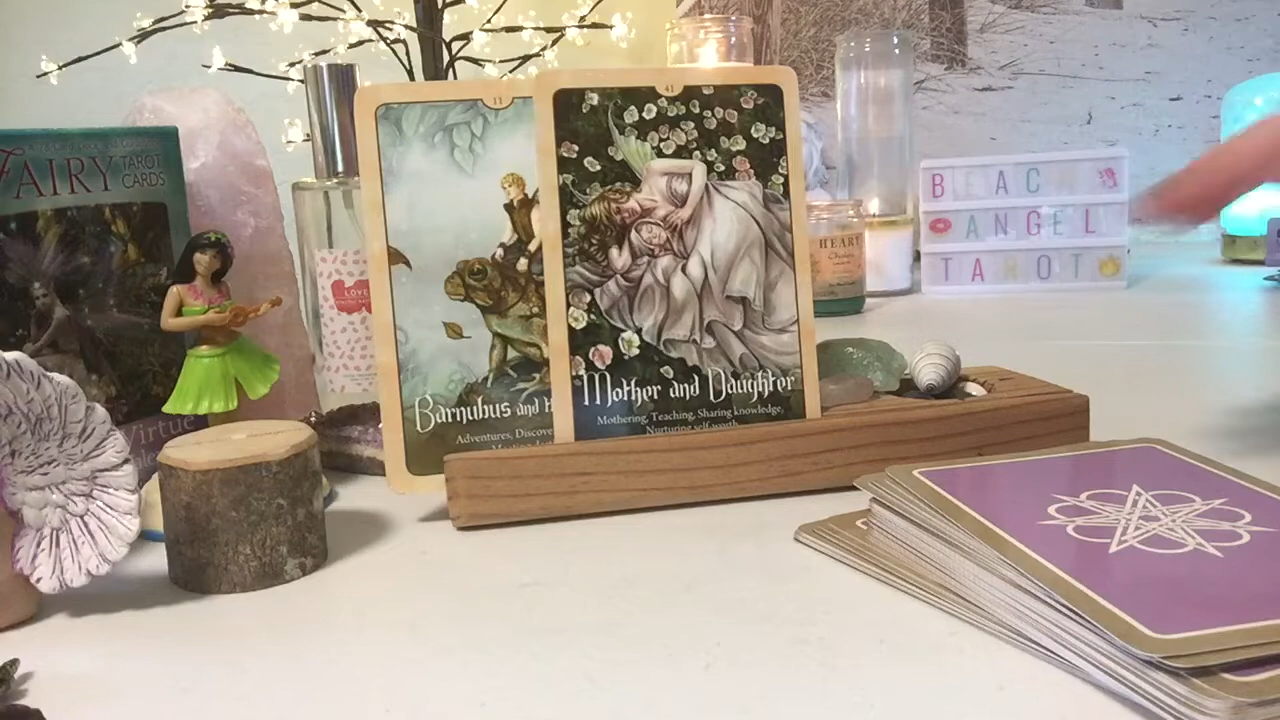 FAIRY
TAROT
CARDS
Virtue
LOVE
11
Barnubus and
Adventures, Discove
41
Mother and Daughter
Mothering, Teaching, Sharing knowledge,
Nurturing self-worth
HEART
BEAC
ANGEL
TAROT